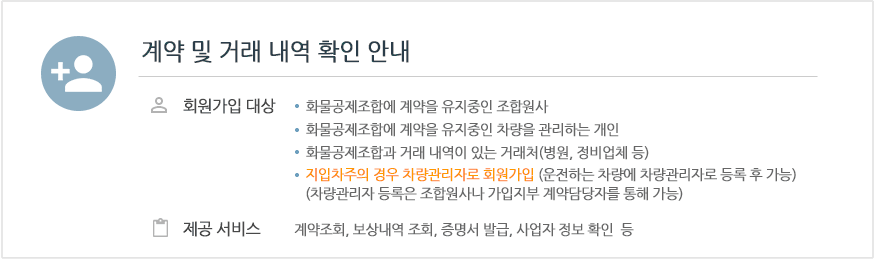 계약 및 거래 내역 확인 안내
회원가입 대상
• 화물공제조합에 계약을 유지중인 조합원사
• 화물공제조합에 계약을 유지중인 차량을 관리하는 개인
• 화물공제조합과 거래 내역이 있는 거래처(병원, 정비업체 등)
• 지입차주의 경우 차량관리자로 회원가입 (운전하는 차량에 차량관리자로 등록 후 가능)
(차량관리자 등록은 조합원사나 가입지부 계약담당자를 통해 가능)
제공 서비스
계약조회, 보상내역 조회, 증명서 발급, 사업자 정보 확인 등